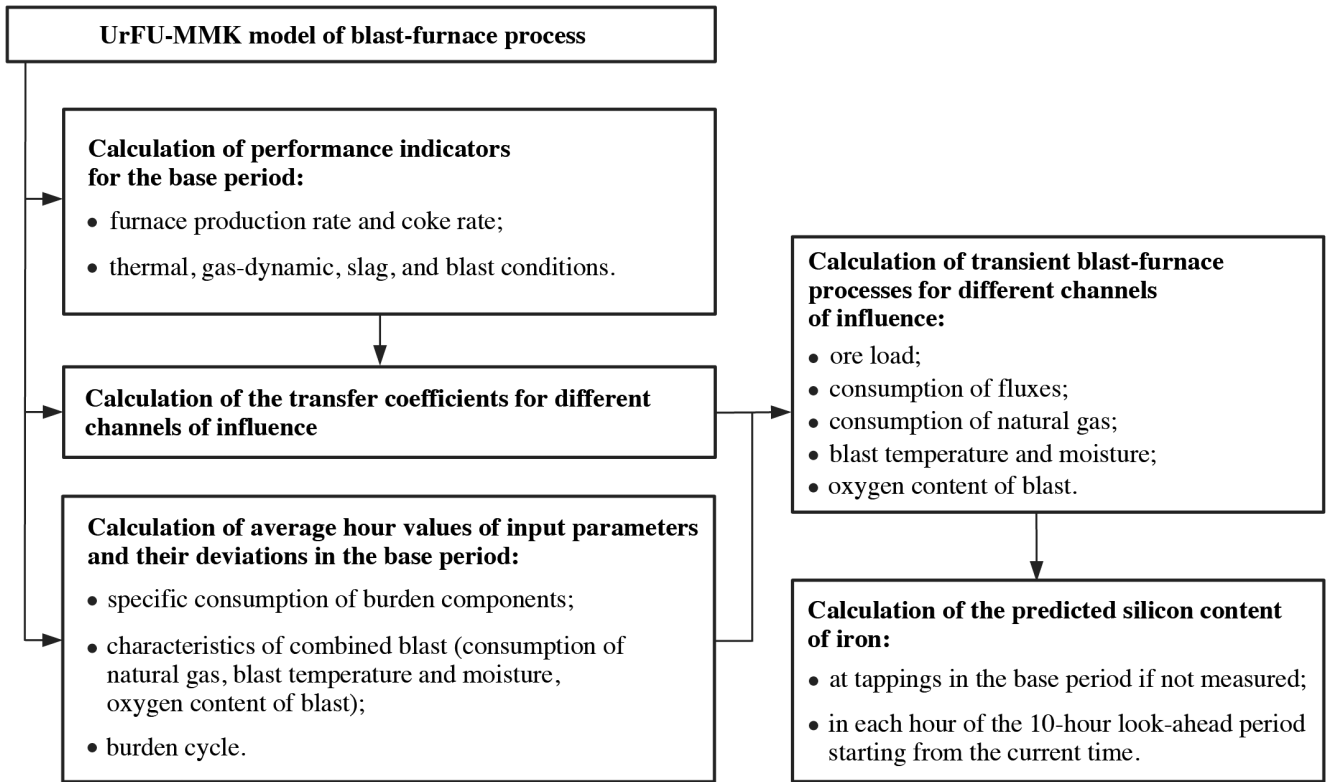 UrFU-MMK model of blast-furnace process
Calculation of performance indicators
for the base period:
• furnace production rate and coke rate;
• thermal, gas-dynamic, slag, and blast conditions.
Calculation of the transfer coefficients for different
channels of influence
Calculation of average hour values of input parameters
and their deviations in the base period:
• specific consumption of burden components;
• characteristics of combined blast (consumption of
natural gas, blast temperature and moisture,
oxygen content of blast);
• burden cycle.
Calculation of transient blast-furnace
processes for different channels
of influence:
• ore load;
• consumption of fluxes;
• consumption of natural gas;
• blast temperature and moisture;
• oxygen content of blast.
Calculation of the predicted silicon content
of iron:
• at tappings in the base period if not measured;
• in each hour of the 10-hour look-ahead period
starting from the current time.